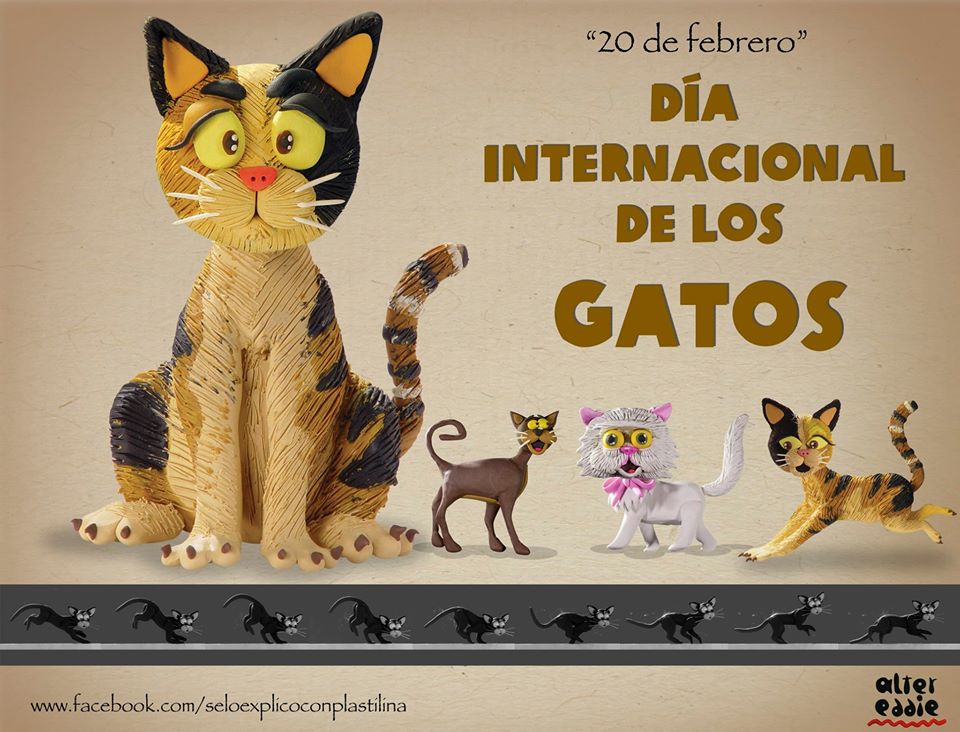 “20 de febrero”
DÍA
INTERNACIONAL
DE LOS
GATOS
www.facebook.com/seloexplicoconplastilina
alter
eddie